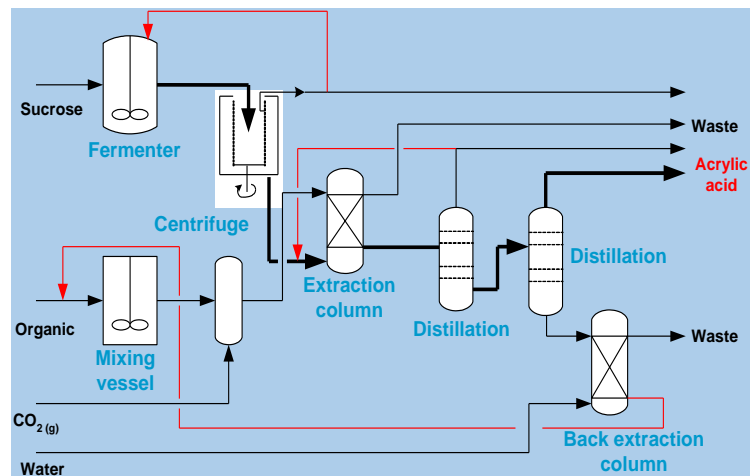 Sucrose
Fermenter
Waste
Acrylic
acid
Centrifuge
Extraction
column
Distillation
Distillation
Organic
Mixing
vessel
Waste
CO2 (g)
Back extraction
column
Water